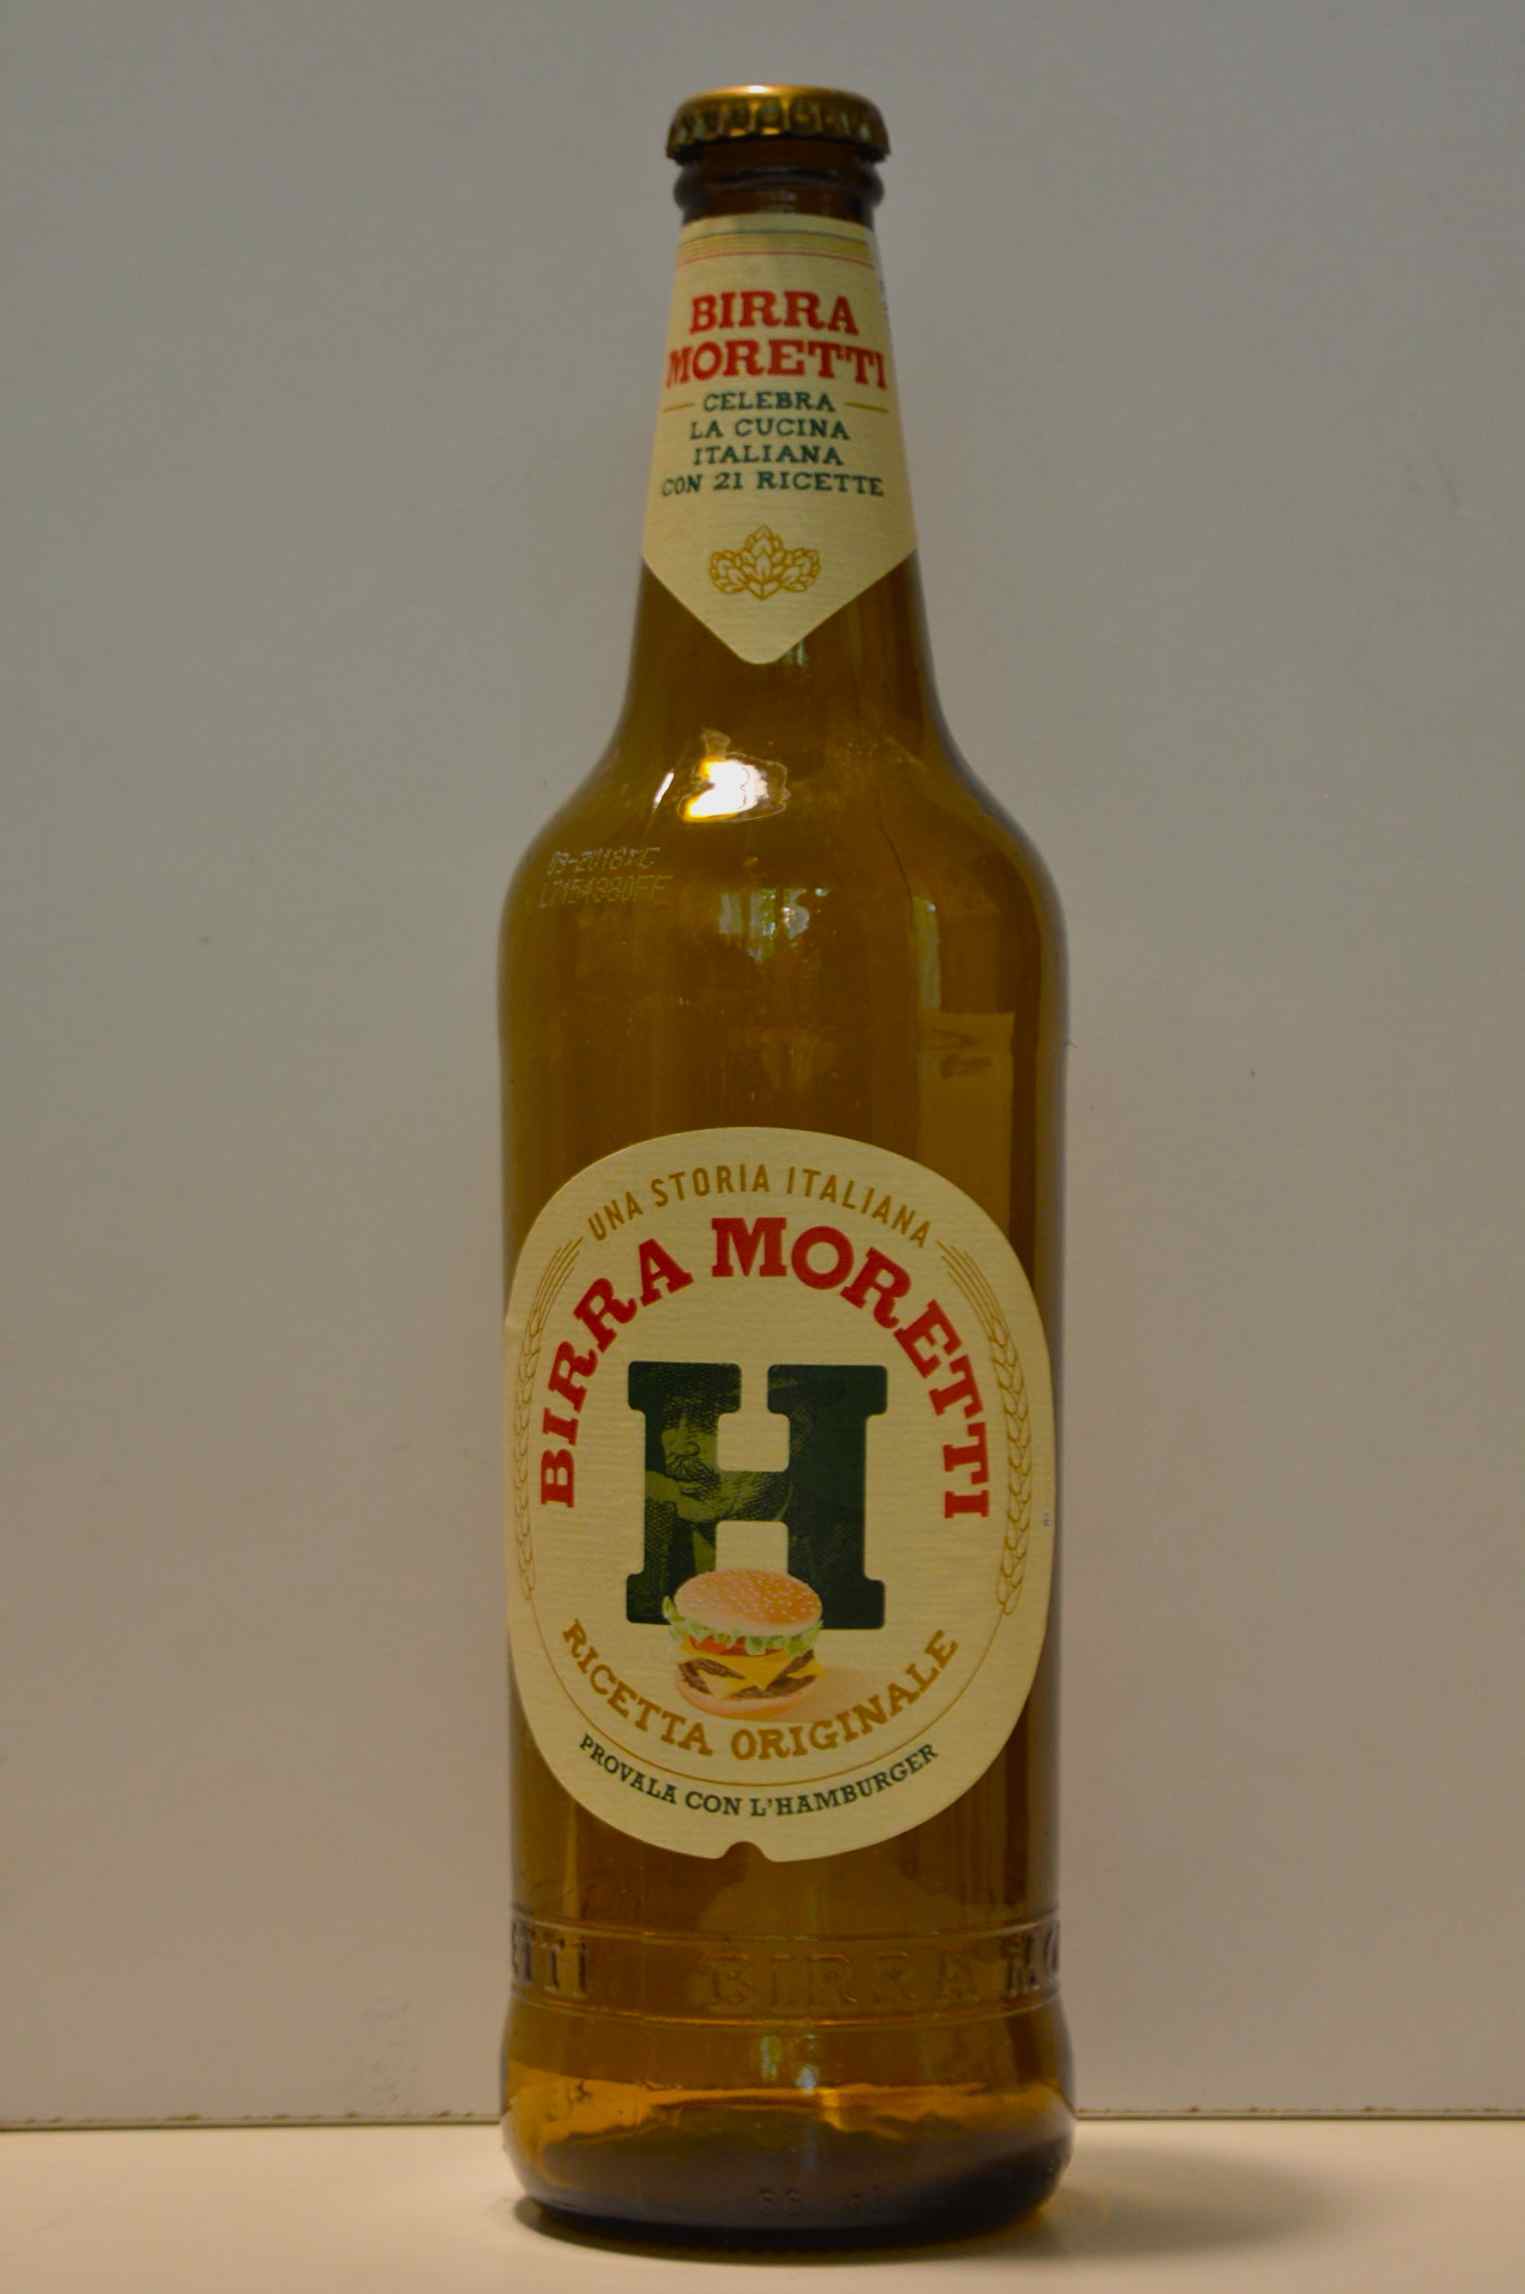 BIRRA
MORETTI
CELEBRA
LA CUCINA
ITALIANA
CON 21 RICETTE
UNA STORIA ITALIANA
BIRRA MORETTI
H
RICETTA ORIGINALE
PROVALA CON L'HAMBURGER
BIRRA